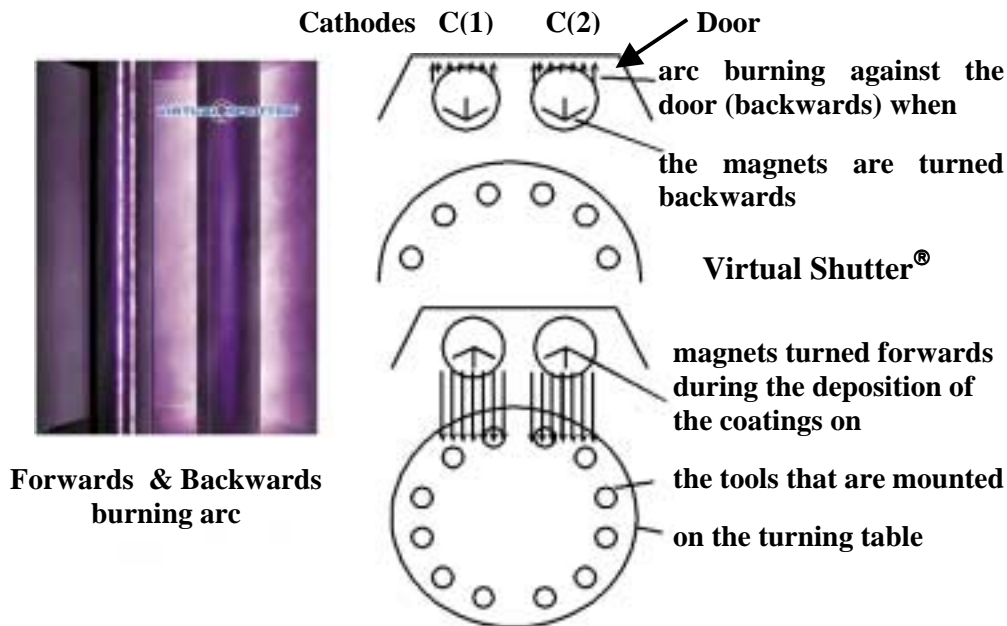 Cathodes C(1) C(2) Door
arc burning against the
door (backwards) when
the magnets are turned
backwards
VIRTUAL SHUTTER
Virtual Shutter®
magnets turned forwards
during the deposition of
the coatings on
the tools that are mounted
on the turning table
Forwards & Backwards
burning arc